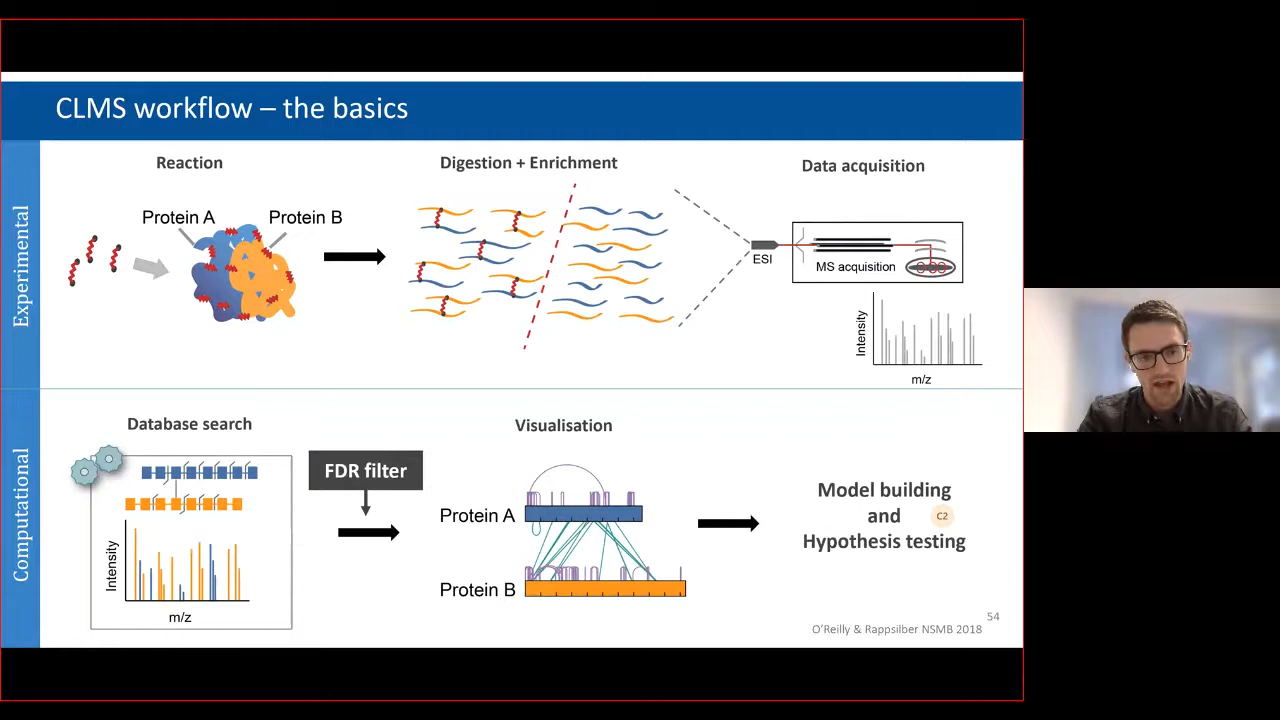 CLMS workflow – the basics
Experimental
Reaction
Protein A
Protein B
Digestion + Enrichment
Data acquisition
ESI
MS acquisition
Intensity
m/z
Computational
Database search
Intensity
m/z
FDR filter
Visualisation
Protein A
Protein B
Model building
and
Hypothesis testing
C2
54
O'Reilly & Rappsilber NSMB 2018